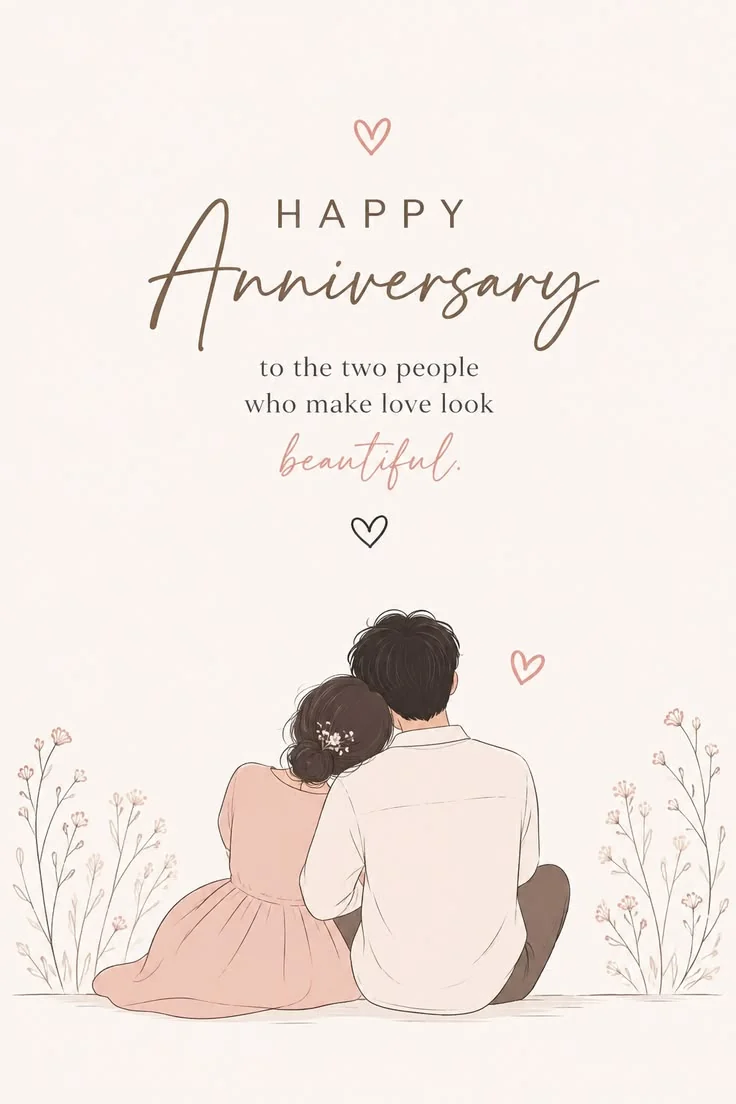 HAPPY
Anniversary
to the two people
who make love look
beautiful.